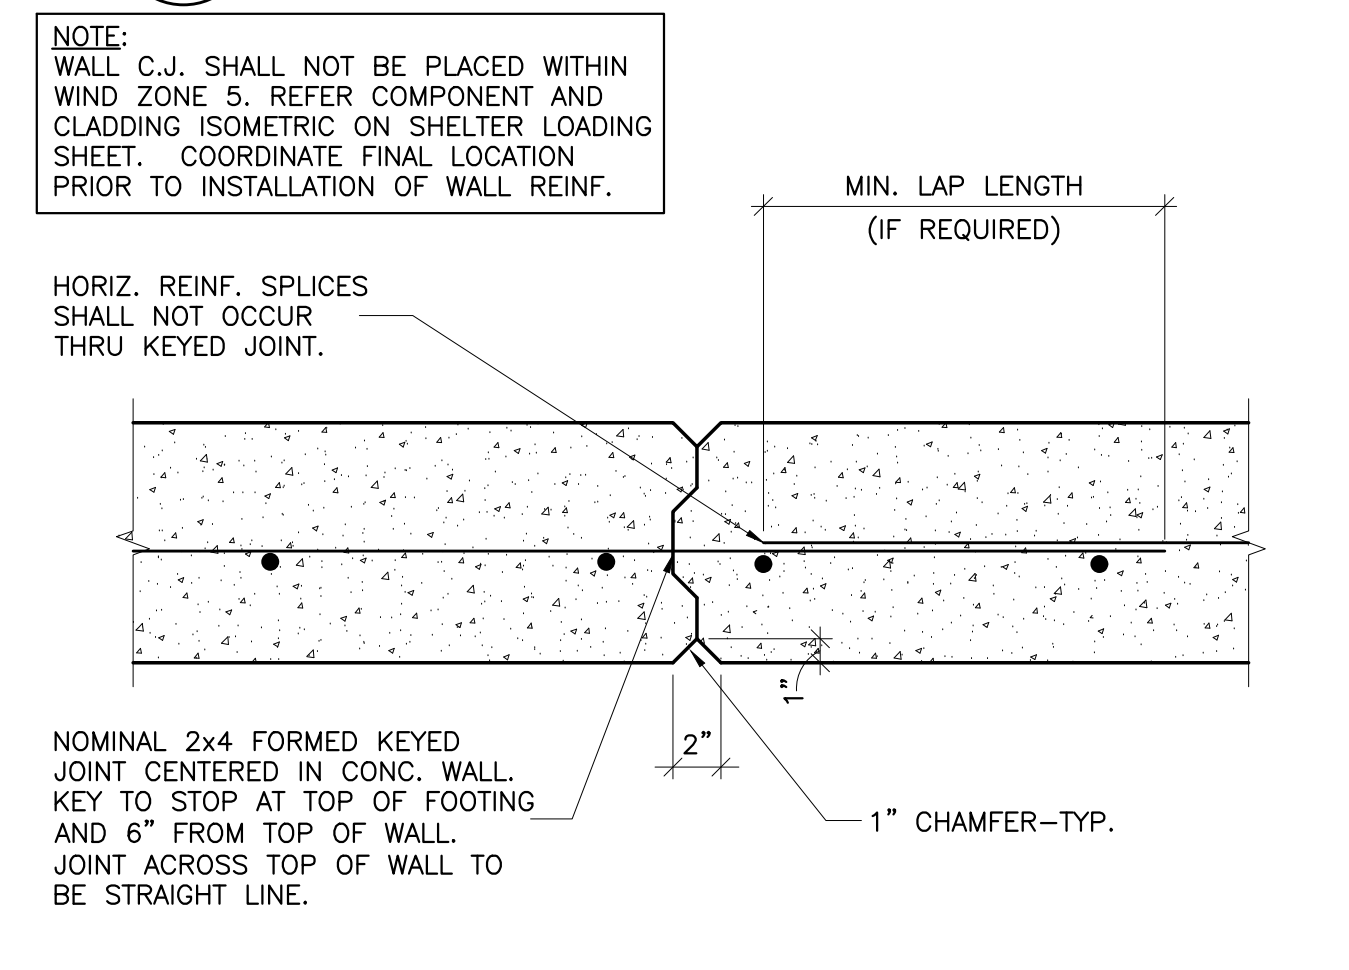 NOTE:
WALL C.J. SHALL NOT BE PLACED WITHIN
WIND ZONE 5. REFER COMPONENT AND
CLADDING ISOMETRIC ON SHELTER LOADING
SHEET. COORDINATE FINAL LOCATION
PRIOR TO INSTALLATION OF WALL REINF.
MIN. LAP LENGTH
(IF REQUIRED)
HORIZ. REINF. SPLICES
SHALL NOT OCCUR
THRU KEYED JOINT.
1”
2”
NOMINAL 2x4 FORMED KEYED
JOINT CENTERED IN CONC. WALL.
KEY TO STOP AT TOP OF FOOTING
AND 6” FROM TOP OF WALL.
JOINT ACROSS TOP OF WALL TO
BE STRAIGHT LINE.
1” CHAMFER–TYP.